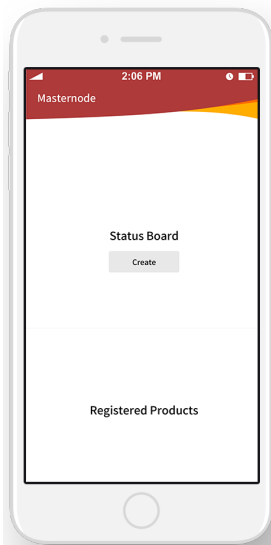 2:06 PM
Masternode
Status Board
Create
Registered Products